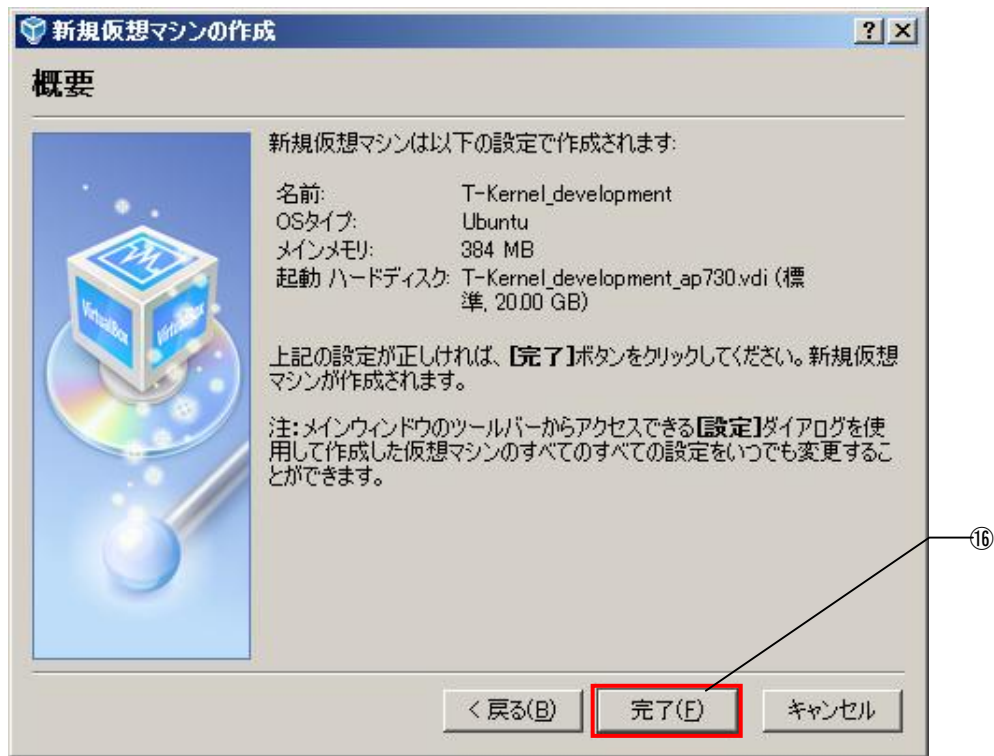 新規仮想マシンの作成
概要
新規仮想マシンは以下の設定で作成されます:
名前: T-Kernel_development
OSタイプ: Ubuntu
メインメモリ: 384 MB
起動 ハードディスク: T-Kernel_development_ap730.vdi (標
準, 20.00 GB)
上記の設定が正しければ、[完了]ボタンをクリックしてください。新規仮想
マシンが作成されます。
注:メインウィンドウのツールバーからアクセスできる[設定]ダイアログを使
用して作成した仮想マシンのすべてのすべての設定をいつでも変更するこ
とができます。
VirtualBox
VirtualBox
⑯
< 戻る(B) 完了(F) キャンセル